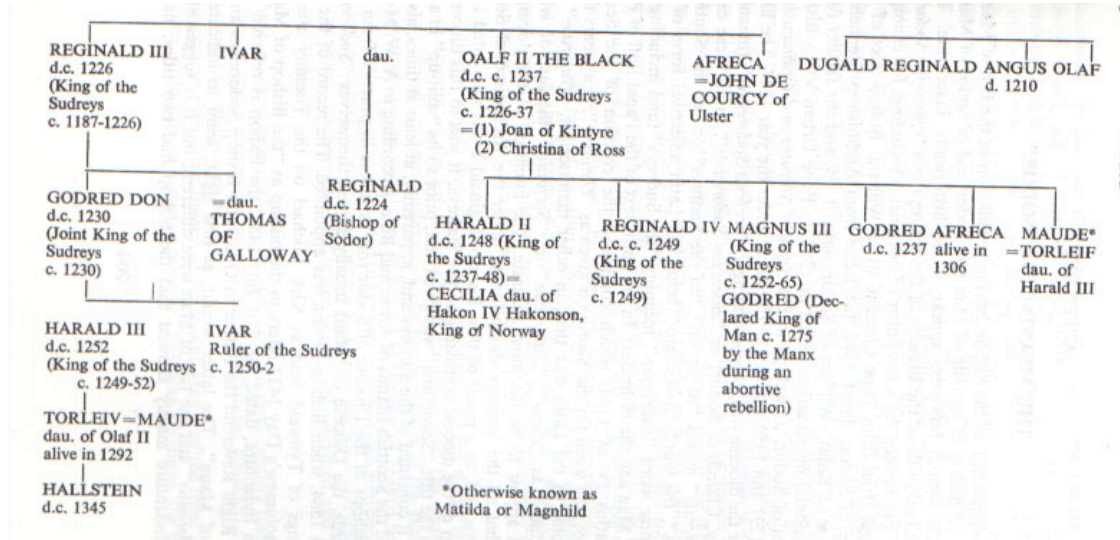 REGINALD III
d.c. 1226
(King of the
Sudreys
c. 1187-1226)
IVAR
dau.
OALF II THE BLACK
d.c. c. 1237
(King of the Sudreys
c. 1226-37
=(1) Joan of Kintyre
(2) Christina of Ross
AFRECA
=JOHN DE
COURCY of
Ulster
DUGALD REGINALD ANGUS OLAF
d. 1210
GODRED DON
d.c. 1230
(Joint King of the
Sudreys
c. 1230)
=dau.
THOMAS
OF
GALLOWAY
REGINALD
d.c. 1224
(Bishop of
Sodor)
HARALD II
d.c. 1248 (King of
the Sudreys
c. 1237-48)=
CECILIA dau. of
Hakon IV Hakonson,
King of Norway
REGINALD IV
d.c. c. 1249
(King of the
Sudreys
c. 1249)
MAGNUS III
(King of the
Sudreys
c. 1252-65)
GODRED (Dec-
lared King of
Man c. 1275
by the Manx
during an
abortive
rebellion)
GODRED
d.c. 1237
AFRECA
alive in
1306
MAUDE*
=TORLEIF
dau. of
Harald III
HARALD III
d.c. 1252
(King of the Sudreys
c. 1249-52)
IVAR
Ruler of the Sudreys
c. 1250-2
TORLEIV=MAUDE*
dau. of Olaf II
alive in 1292
HALLSTEIN
d.c. 1345
*Otherwise known as
Matilda or Magnhild